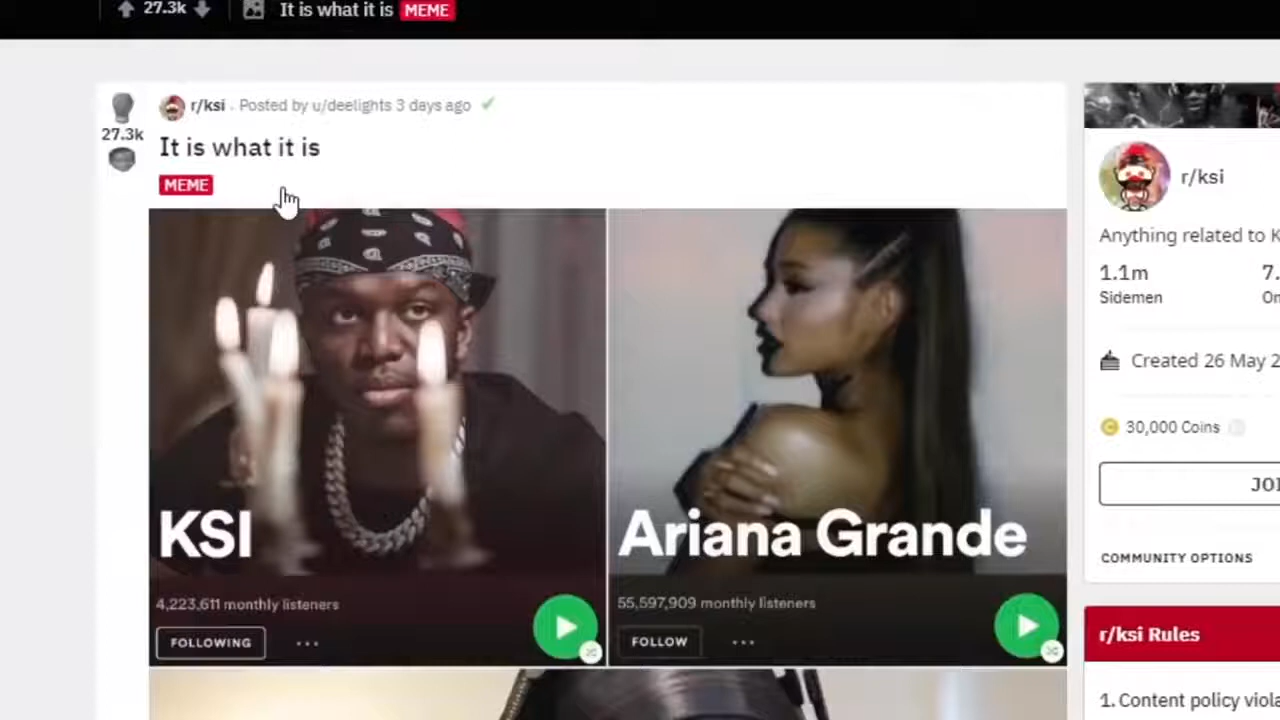 27.3k It is what it is MEME
r/ksi · Posted by u/deelights 3 days ago
27.3k
It is what it is
MEME
KSI
4,223,611 monthly listeners
FOLLOWING
Ariana Grande
55,597,909 monthly listeners
FOLLOW
r/ksi
Anything related to K
1.1m
Sidemen
7.
On
Created 26 May 2
30,000 Coins
JOI
COMMUNITY OPTIONS
r/ksi Rules
1. Content policy viola